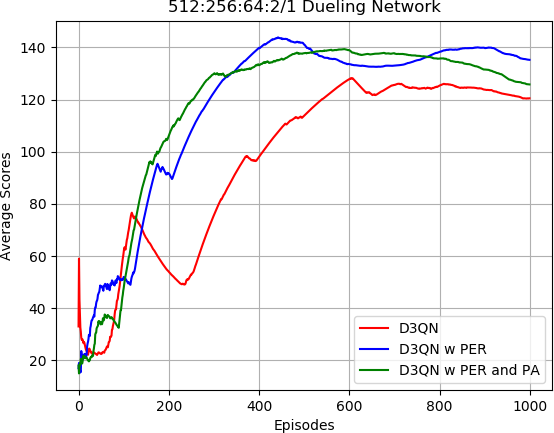 512:256:64:2/1 Dueling Network
Average Scores
140
120
100
80
60
40
20
0
200
400
600
800
1000
Episodes
D3QN
D3QN w PER
D3QN w PER and PA